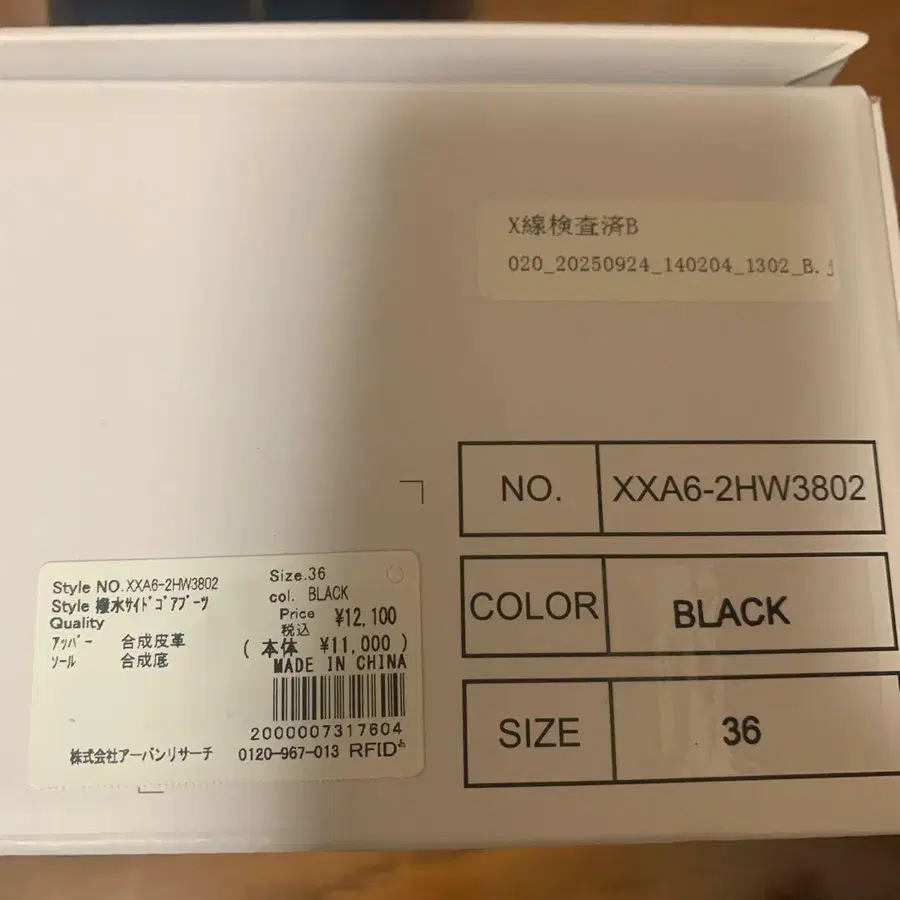 X線検査済B
020_20250924_140204_1302_B.j
NO. XXA6-2HW3802
COLOR BLACK
SIZE 36
Style NO.XXA6-2HW3802 Size.36
Style 撥水ｻｲﾄﾞｺﾞｱﾌﾞｰﾂ col. BLACK
Quality Price ¥12,100
税込
ｱｯﾊﾟｰ 合成皮革 (本体 ¥11,000)
ｿｰﾙ 合成底 MADE IN CHINA
2000007317604
株式会社アーバンリサーチ 0120-967-013 RFID